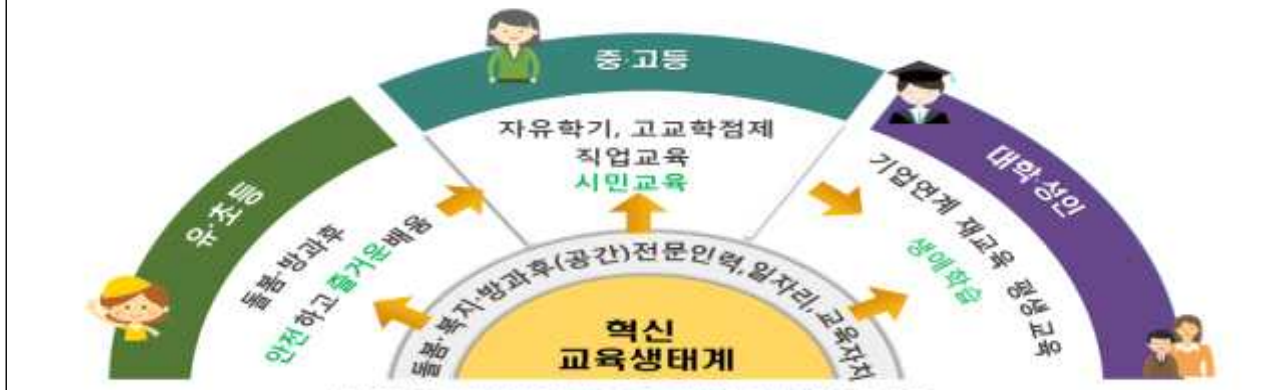 유·초등
돌봄·방과후
안전하고 즐거운배움
중·고등
자유학기, 고교학점제
직업교육
시민교육
대학·성인
기업연계 재교육 평생교육
생애학습
돌봄·복지·방과후(공간)전문인력,일자리,교육자치
혁신
교육생태계